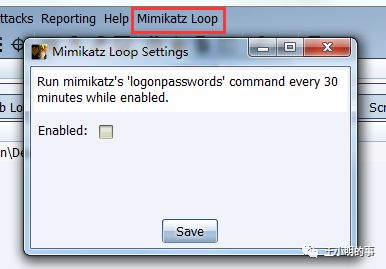 ttacks Reporting Help Mimikatz Loop
Mimikatz Loop Settings
Run mimikatz's 'logonpasswords' command every 30
minutes while enabled.
b Lo
Scr
Enabled:
n\De
Save
王小明的事